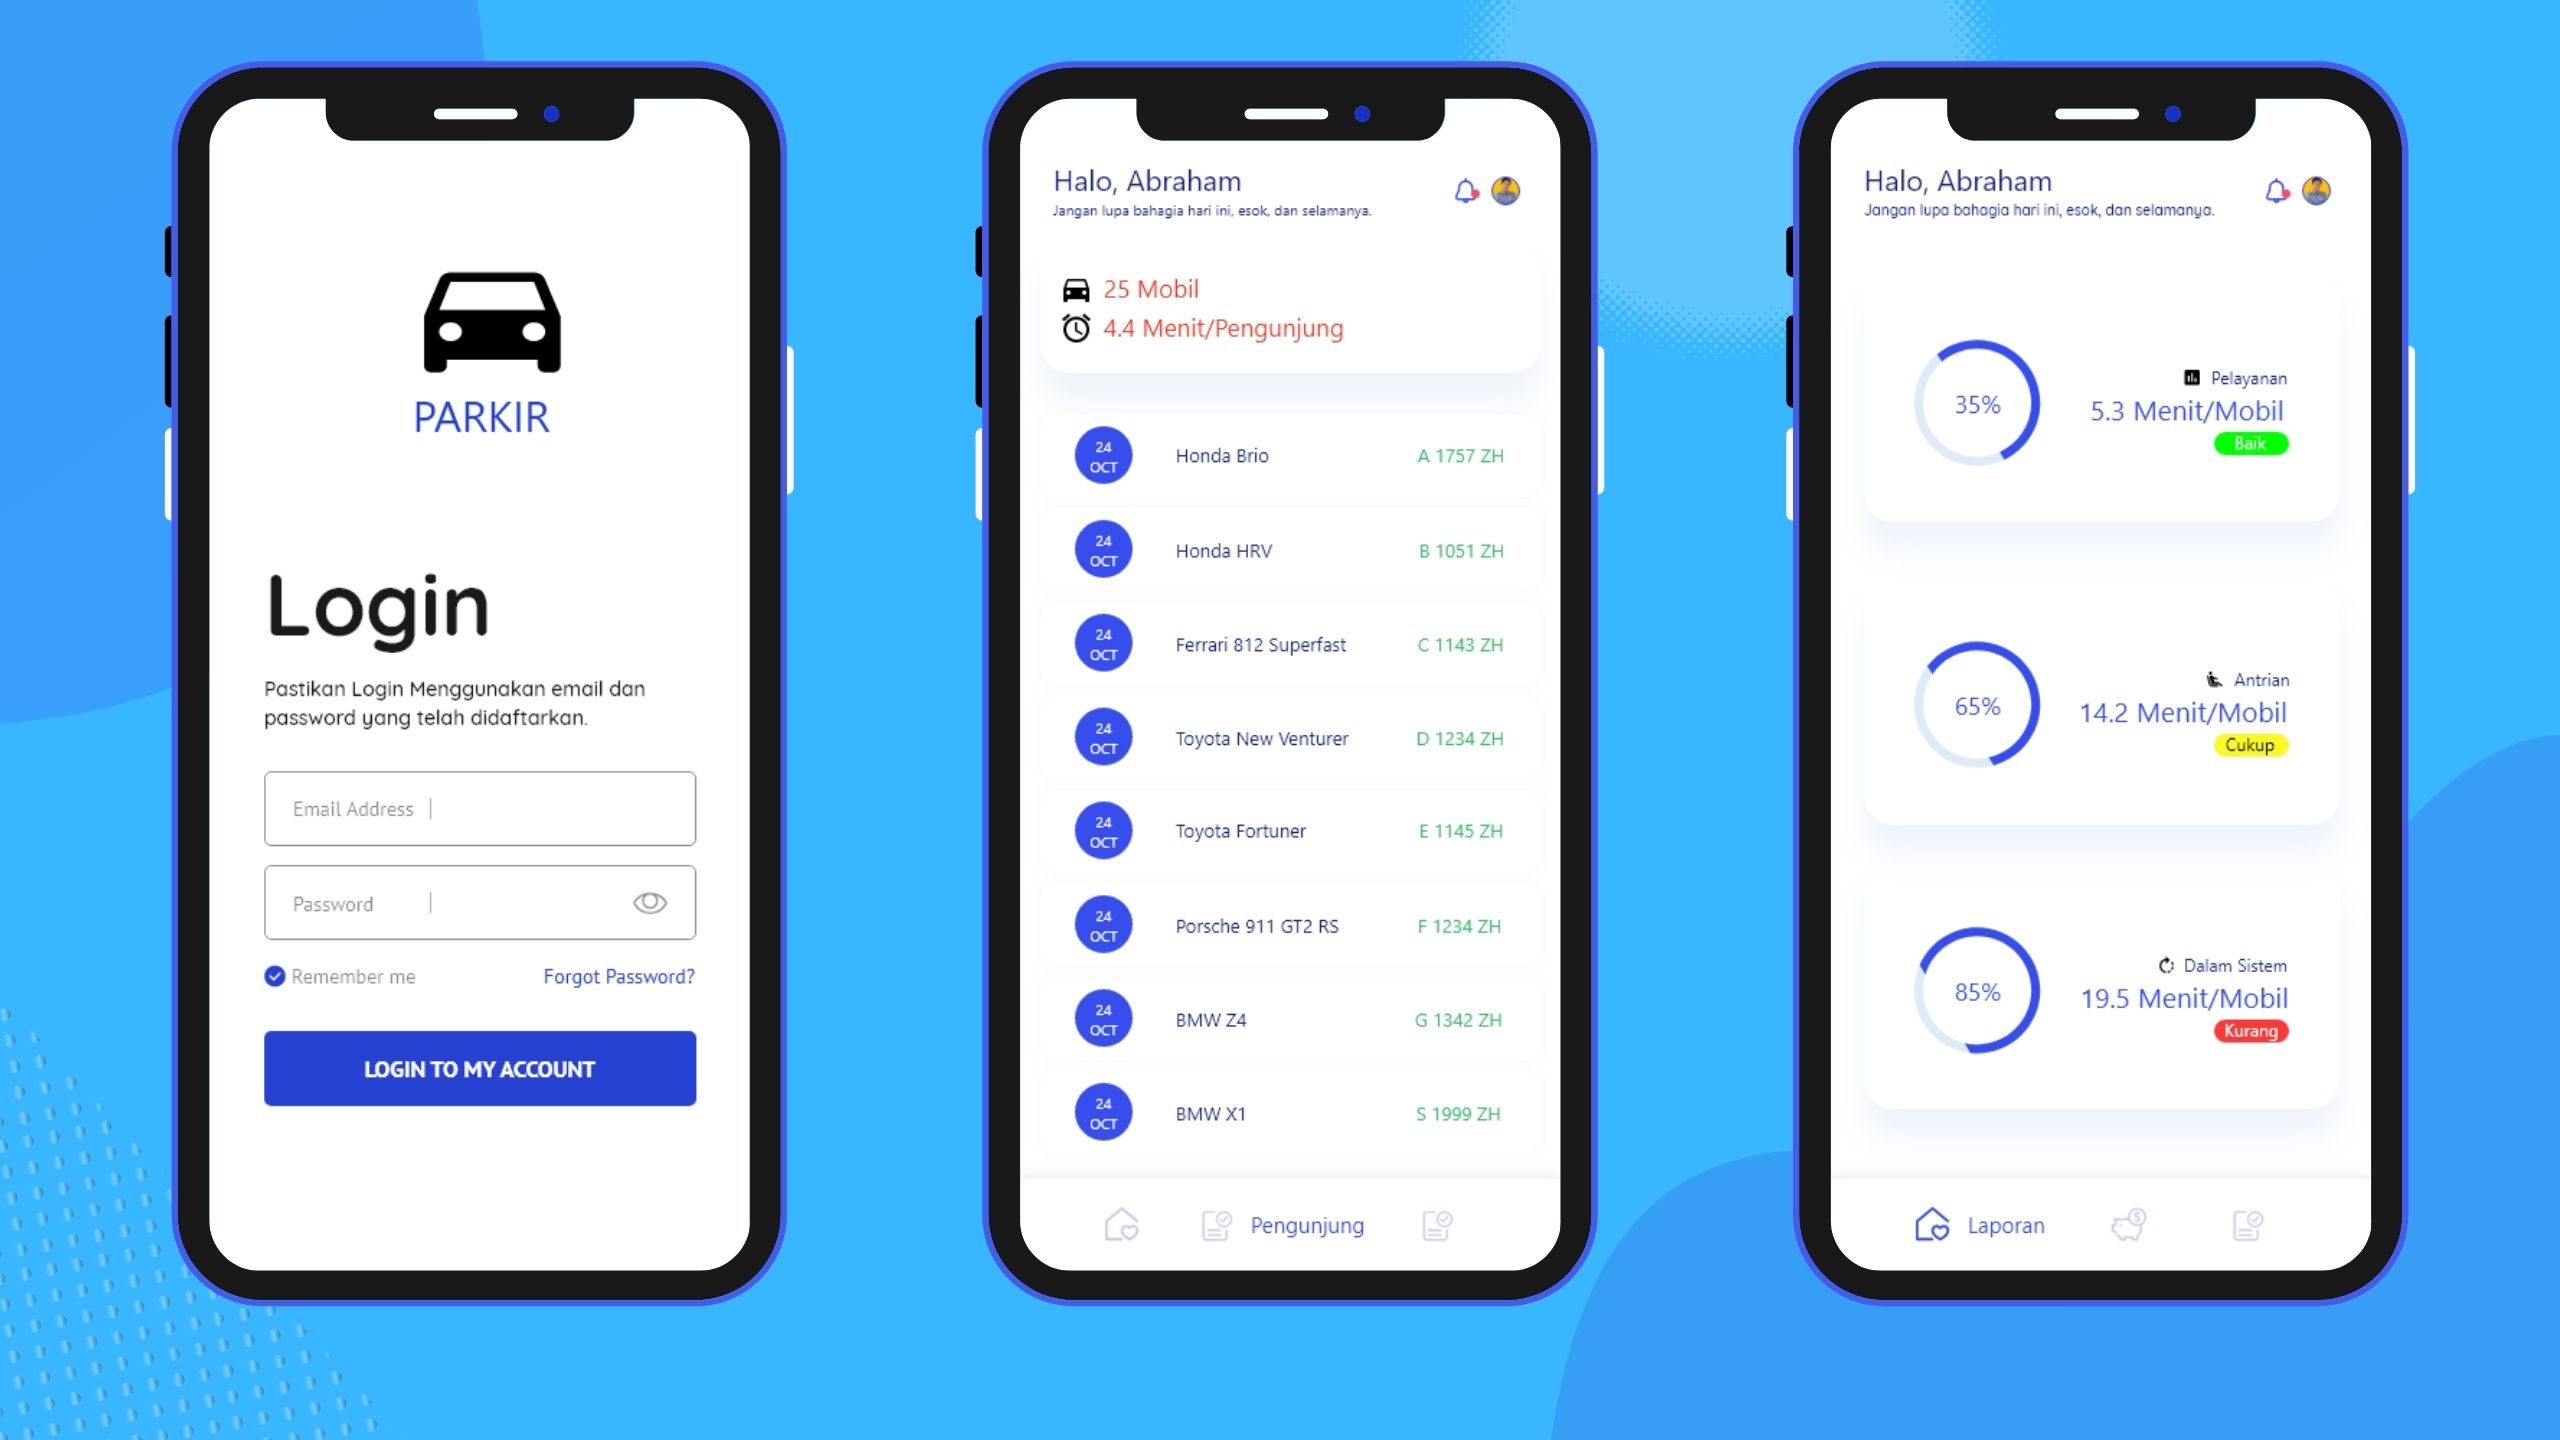 PARKIR
Login
Pastikan Login Menggunakan email dan
password yang telah didaftarkan.
Email Address
Password
Remember me
Forgot Password?
LOGIN TO MY ACCOUNT
Halo, Abraham
Jangan lupa bahagia hari ini, esok, dan selamanya.
25 Mobil
4.4 Menit/Pengunjung
24
OCT
Honda Brio
A 1757 ZH
24
OCT
Honda HRV
B 1051 ZH
24
OCT
Ferrari 812 Superfast
C 1143 ZH
24
OCT
Toyota New Venturer
D 1234 ZH
24
OCT
Toyota Fortuner
E 1145 ZH
24
OCT
Porsche 911 GT2 RS
F 1234 ZH
24
OCT
BMW Z4
G 1342 ZH
24
OCT
BMW X1
S 1999 ZH
Pengunjung
Halo, Abraham
Jangan lupa bahagia hari ini, esok, dan selamanya.
35%
Pelayanan
5.3 Menit/Mobil
Baik
65%
Antrian
14.2 Menit/Mobil
Cukup
85%
Dalam Sistem
19.5 Menit/Mobil
Kurang
Laporan